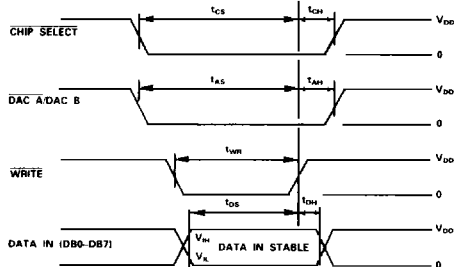 tCS tCH
CHIP SELECT
VDD
0
tAS tAH
DAC A/DAC B
VDD
0
tWR
WRITE
VDD
0
tDS tDH
DATA IN (DB0–DB7)
VIH
DATA IN STABLE
VIL
VDD
0